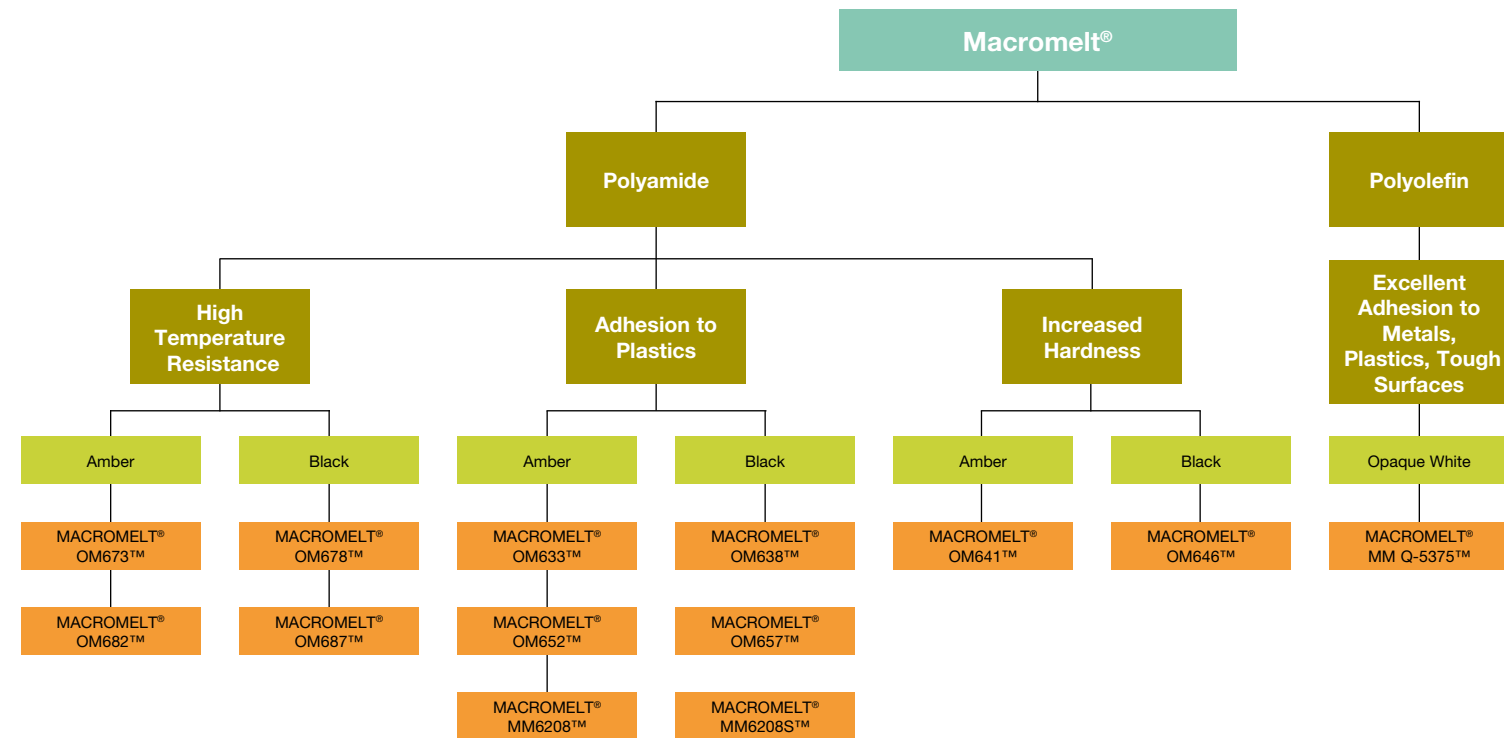 Macromelt®
Polyamide
Polyolefin
High
Temperature
Resistance
Adhesion to
Plastics
Increased
Hardness
Excellent
Adhesion to
Metals,
Plastics, Tough
Surfaces
Amber
Black
Amber
Black
Amber
Black
Opaque White
MACROMELT®
OM673™
MACROMELT®
OM678™
MACROMELT®
OM633™
MACROMELT®
OM638™
MACROMELT®
OM641™
MACROMELT®
OM646™
MACROMELT®
MM Q-5375™
MACROMELT®
OM682™
MACROMELT®
OM687™
MACROMELT®
OM652™
MACROMELT®
OM657™
MACROMELT®
MM6208™
MACROMELT®
MM6208S™